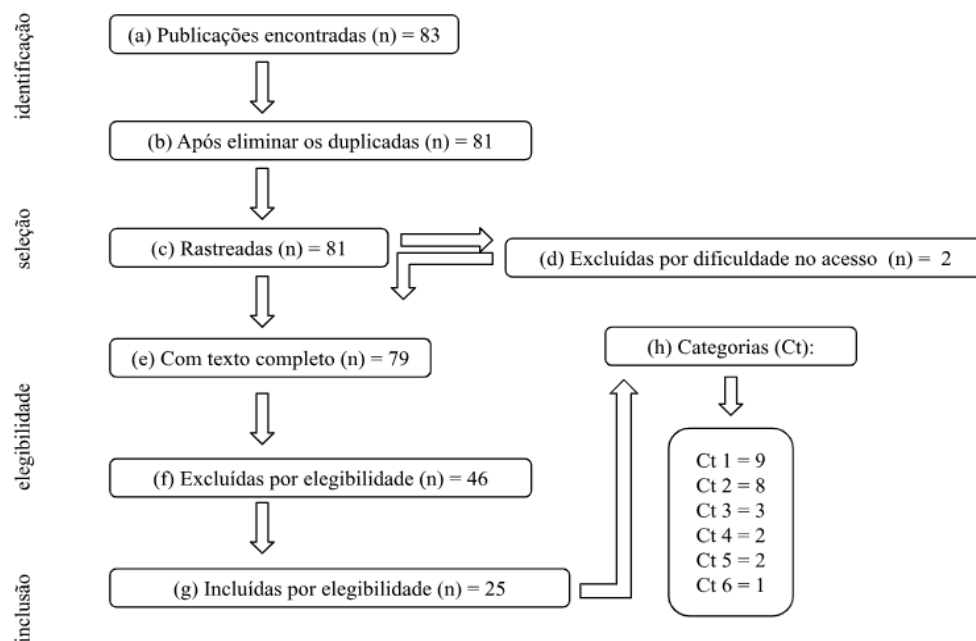 identificação
(a) Publicações encontradas (n) = 83
(b) Após eliminar os duplicadas (n) = 81
seleção
(c) Rastreadas (n) = 81
(d) Excluídas por dificuldade no acesso (n) = 2
elegibilidade
(e) Com texto completo (n) = 79
(f) Excluídas por elegibilidade (n) = 46
inclusão
(g) Incluídas por elegibilidade (n) = 25
(h) Categorias (Ct):
Ct 1 = 9
Ct 2 = 8
Ct 3 = 3
Ct 4 = 2
Ct 5 = 2
Ct 6 = 1